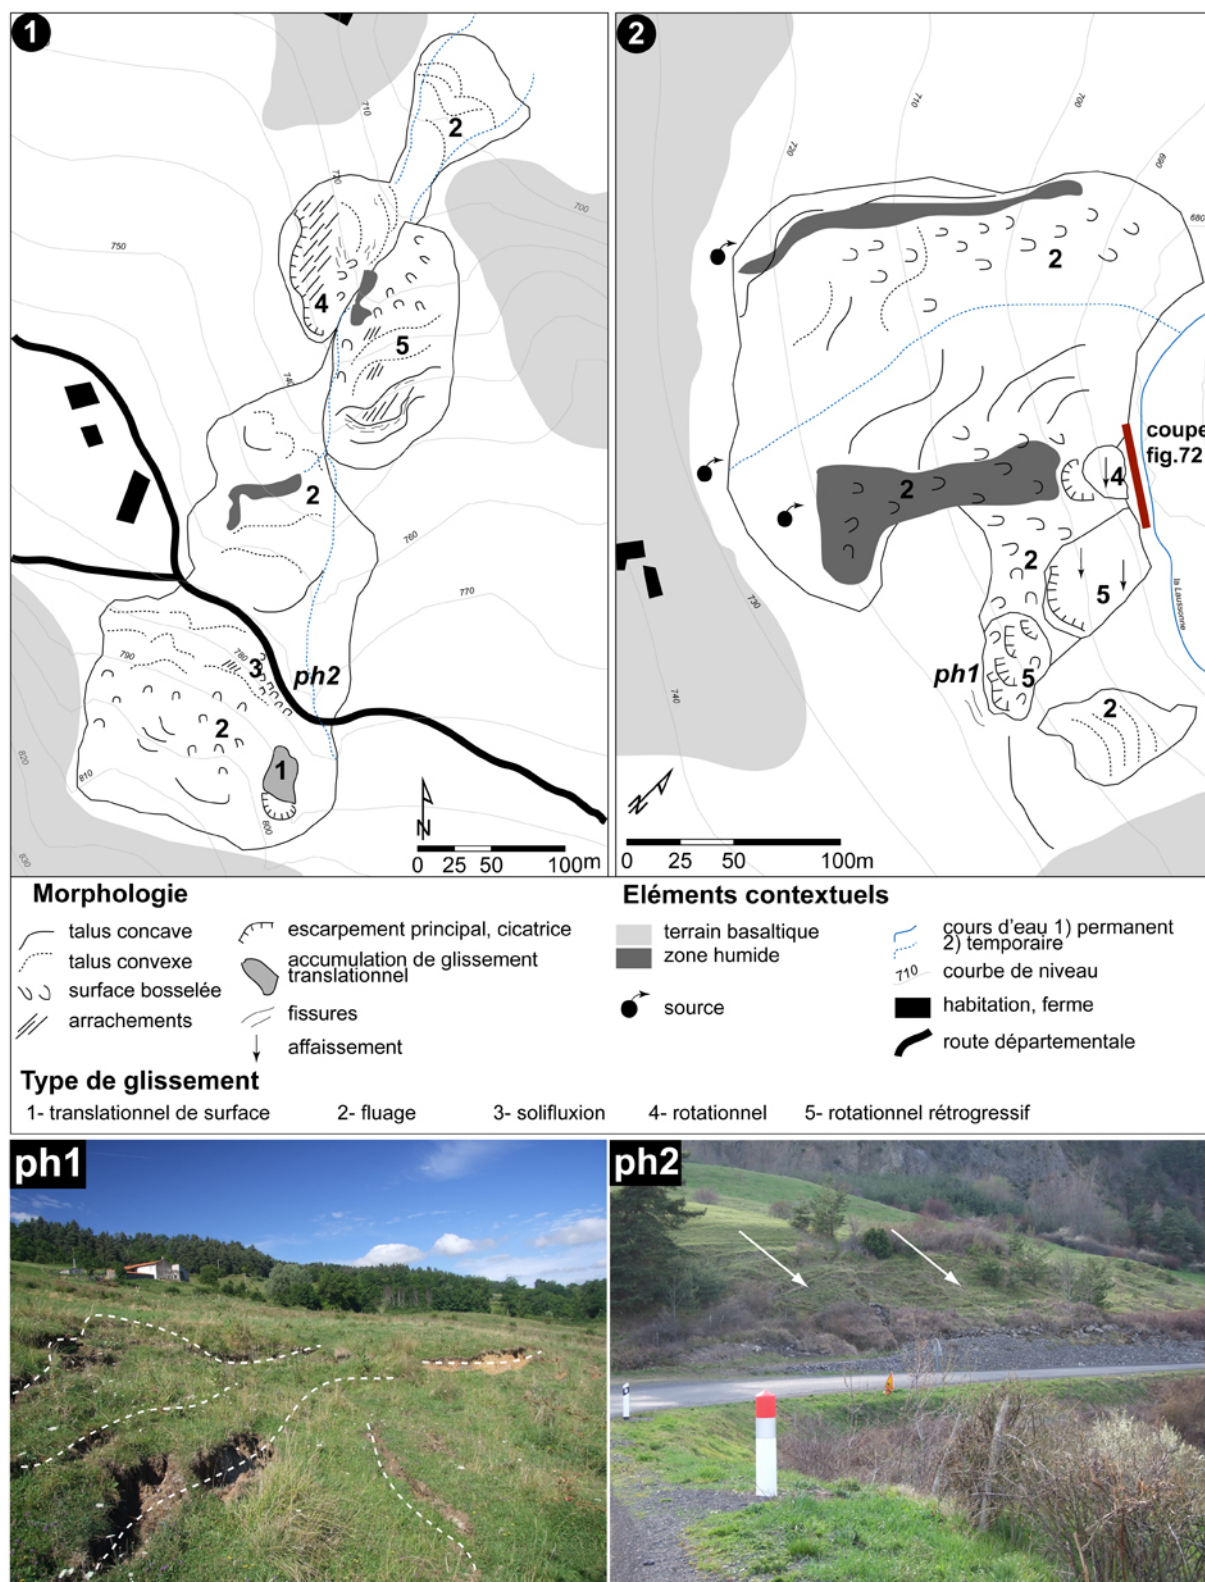 1
2
2
710
720
700
750
4
5
740
2
760
770
790
780
3
ph2
2
1
820
810
800
830
N
0 25 50 100m
710
700
720
690
680
2
2
coupe
fig.72
4
2
5
la Laussonne
730
ph1
5
2
740
N
0 25 50 100m
Morphologie
talus concave
talus convexe
surface bosselée
arrachements
escarpement principal, cicatrice
accumulation de glissement
translationnel
fissures
affaissement
Eléments contextuels
terrain basaltique
zone humide
source
cours d'eau 1) permanent
2) temporaire
710 courbe de niveau
habitation, ferme
route départementale
Type de glissement
1- translationnel de surface 2- fluage 3- solifluxion 4- rotationnel 5- rotationnel rétrogressif
ph1
ph2